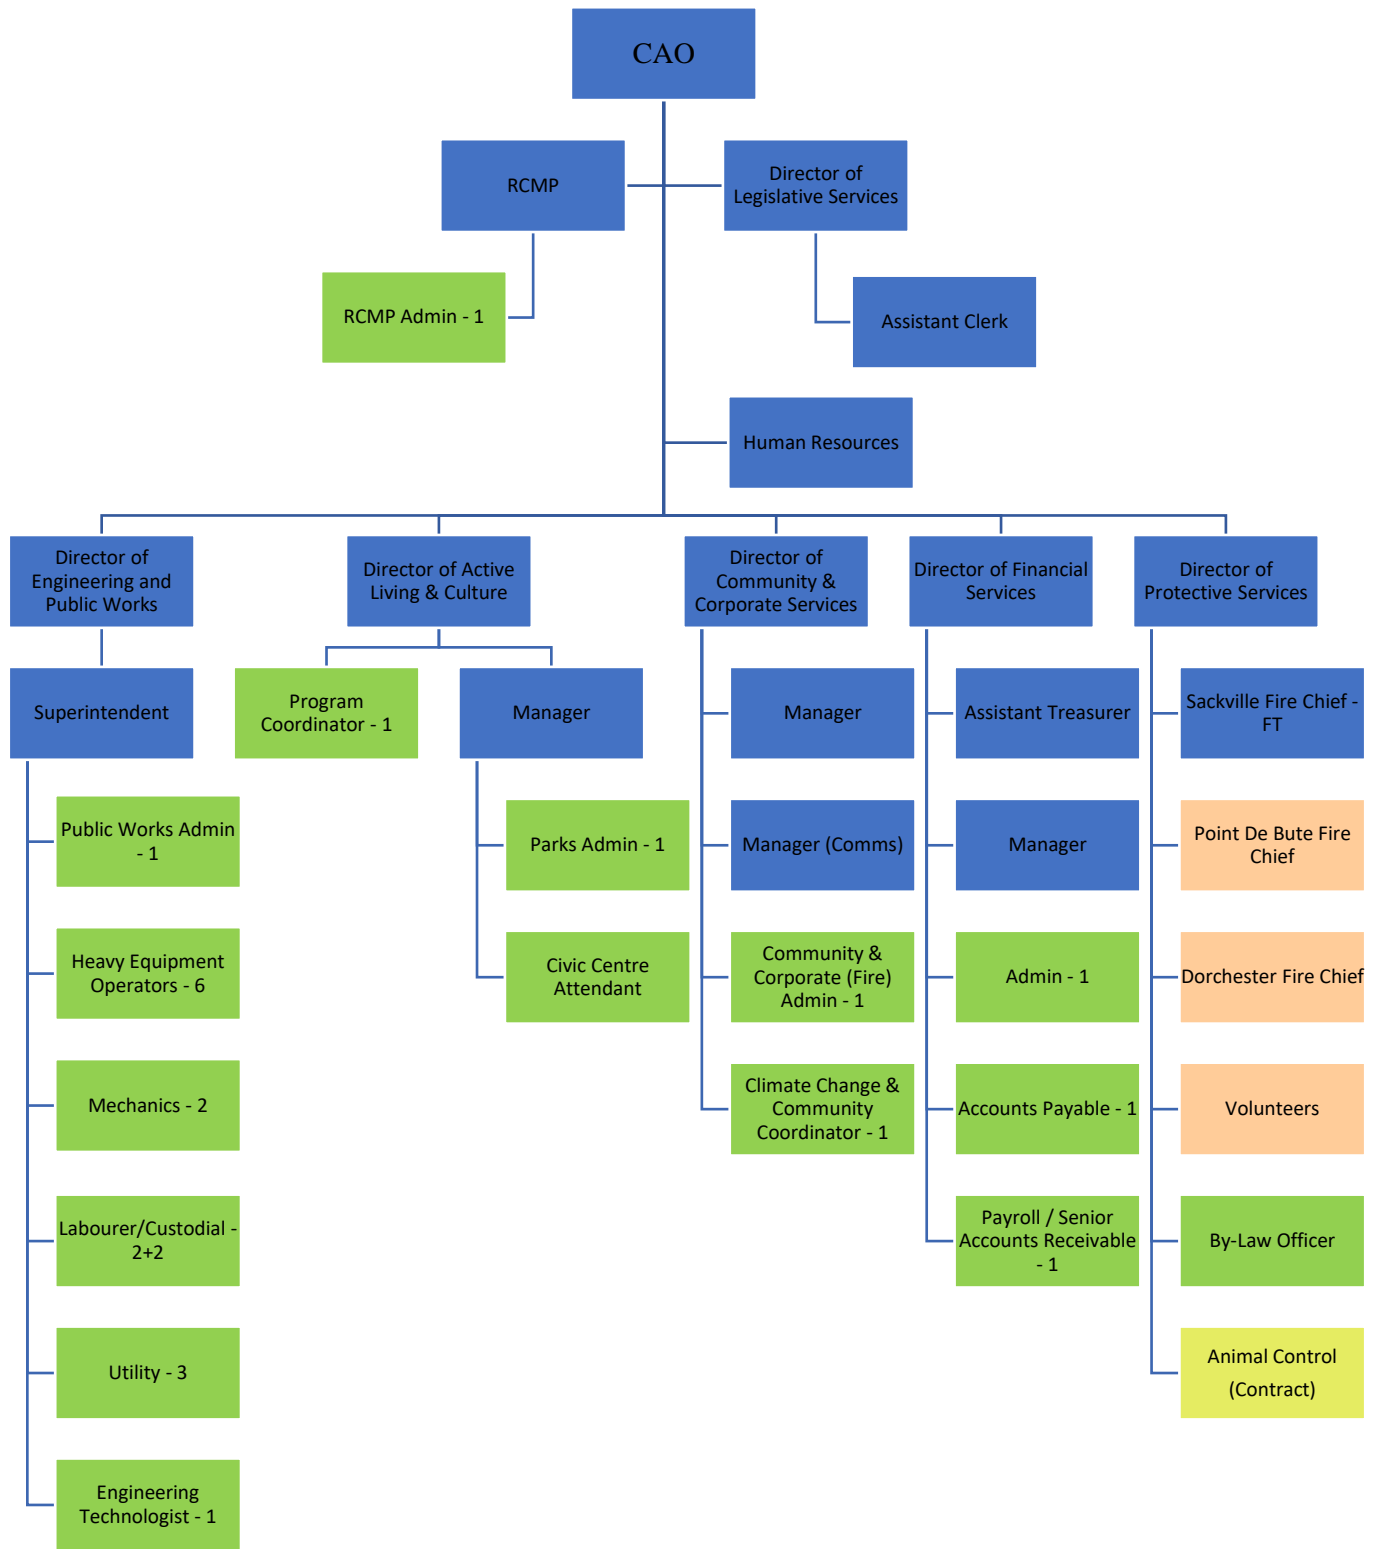 CAO
RCMP
Director of
Legislative Services
RCMP Admin - 1
Assistant Clerk
Human Resources
Director of
Engineering and
Public Works
Director of Active
Living & Culture
Director of
Community &
Corporate Services
Director of Financial
Services
Director of
Protective Services
Superintendent
Program
Coordinator - 1
Manager
Manager
Assistant Treasurer
Sackville Fire Chief -
FT
Public Works Admin
- 1
Parks Admin - 1
Manager (Comms)
Manager
Point De Bute Fire
Chief
Heavy Equipment
Operators - 6
Civic Centre
Attendant
Community &
Corporate (Fire)
Admin - 1
Admin - 1
Dorchester Fire Chief
Mechanics - 2
Climate Change &
Community
Coordinator - 1
Accounts Payable - 1
Volunteers
Labourer/Custodial -
2+2
Payroll / Senior
Accounts Receivable
- 1
By-Law Officer
Utility - 3
Animal Control
(Contract)
Engineering
Technologist - 1